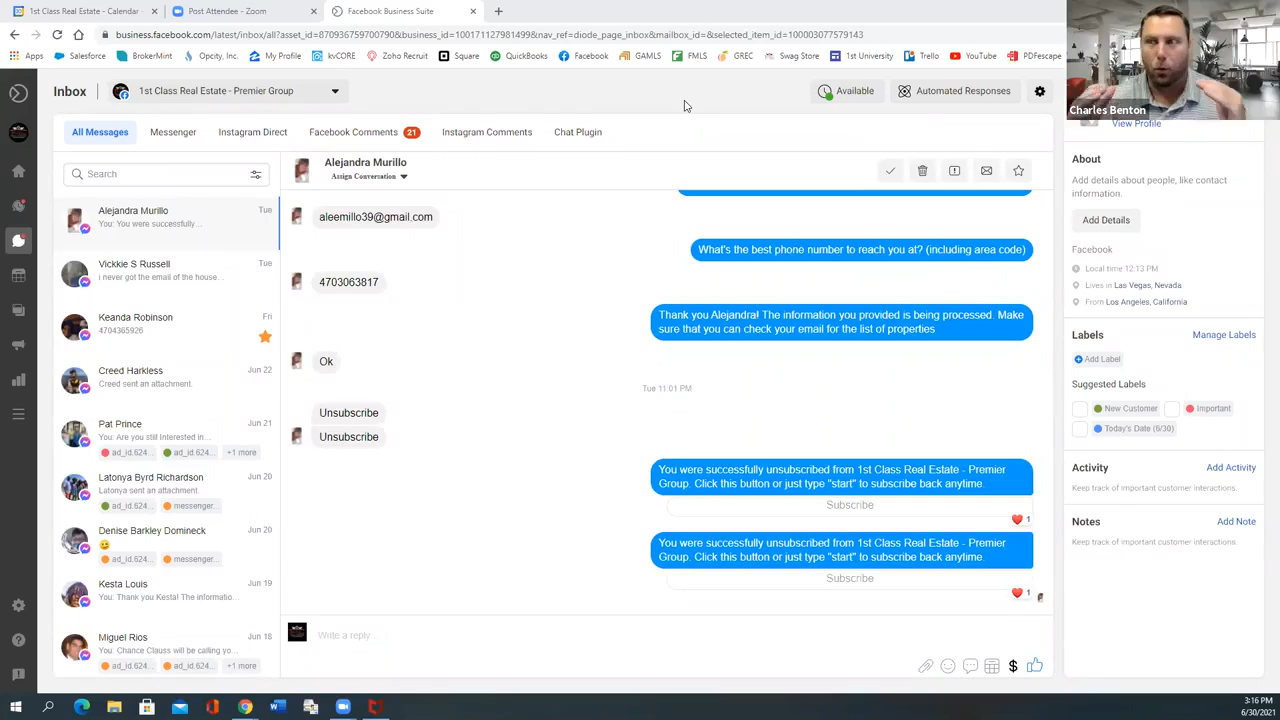 1st Class Real Estate - Calendar
Post Attendee - Zoom
Facebook Business Suite
business.facebook.com/latest/inbox/all?asset_id=870936759700790&business_id=100171127981499&nav_ref=diode_page_inbox&mailbox_id=&selected_item_id=100003077579143
Apps
Salesforce
BrokerMint
Opcity, Inc.
My Profile
kvCORE
Zoho Recruit
Square
QuickBooks
Facebook
GAMLS
FMLS
GREC
Swag Store
1st University
Trello
YouTube
PDFescape
Charles Benton
Inbox
1st Class Real Estate - Premier Group
Available
Automated Responses
All Messages
Messenger
Instagram Direct
Facebook Comments 21
Instagram Comments
Chat Plugin
Search
Alejandra Murillo
Tue
You: You were successfully...
Vickkie S Russell
Tue
i never got the email of the house...
Keanda Robinson
Fri
4704365926
Creed Harkless
Jun 22
Creed sent an attachment.
Pat Prince
Jun 21
You: Are you still Interested in...
ad_id.624...
ad_id.624...
+1 more
Latonya Byrd Richardson
Jun 20
Latonya sent an attachment.
ad_id.624...
messenger...
Denise Barkley Domineck
Jun 20
ad_id.624...
messenger...
Kesta Louis
Jun 19
You: Thank you Kesta! The informatio...
Miguel Rios
Jun 18
You: Chance Clauss will be calling yo...
ad_id.624...
ad_id.624...
+1 more
Alejandra Murillo
Assign Conversation
aleemillo39@gmail.com
What's the best phone number to reach you at? (including area code)
4703063817
Thank you Alejandra! The information you provided is being processed. Make
sure that you can check your email for the list of properties
Ok
Tue 11:01 PM
Unsubscribe
Unsubscribe
You were successfully unsubscribed from 1st Class Real Estate - Premier
Group. Click this button or just type "start" to subscribe back anytime.
Subscribe
1
You were successfully unsubscribed from 1st Class Real Estate - Premier
Group. Click this button or just type "start" to subscribe back anytime.
Subscribe
1
Write a reply...
$
View Profile
About
Add details about people, like contact
information.
Add Details
Facebook
Local time 12:13 PM
Lives in Las Vegas, Nevada
From Los Angeles, California
Labels
Manage Labels
Add Label
Suggested Labels
New Customer
Important
Today's Date (6/30)
Activity
Add Activity
Keep track of important customer interactions.
Notes
Add Note
Keep track of important customer interactions.
3:16 PM
6/30/2021